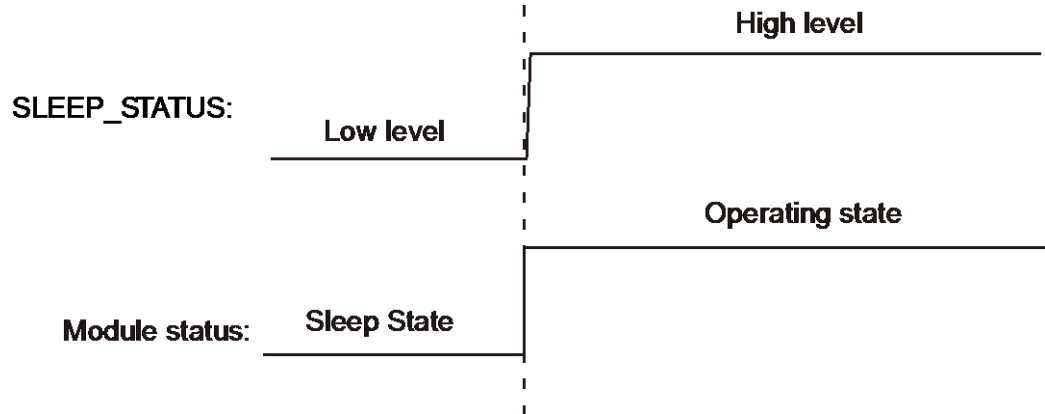 High level
SLEEP_STATUS:
Low level
Operating state
Sleep State
Module status: